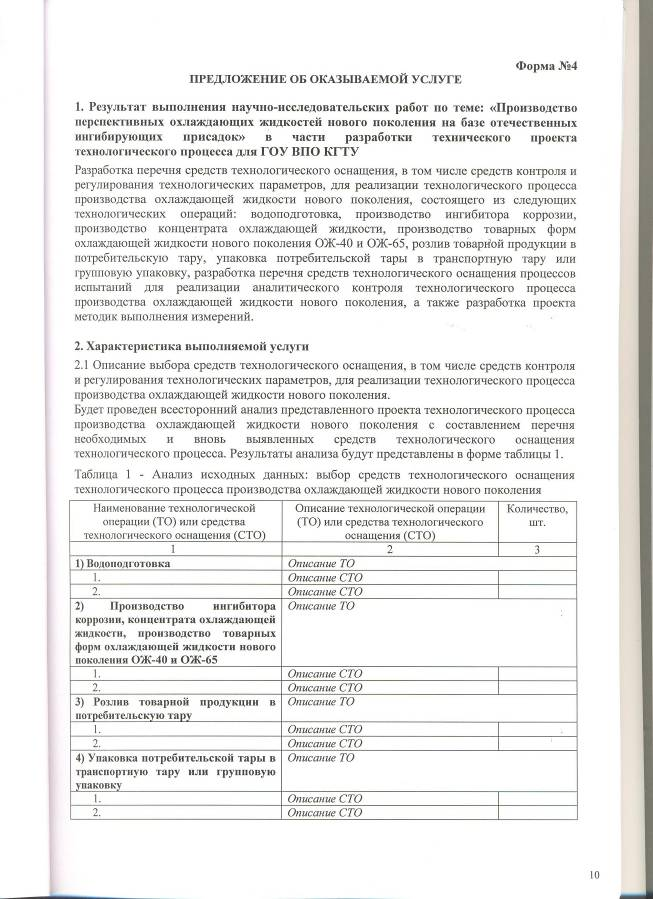 Форма №4
ПРЕДЛОЖЕНИЕ ОБ ОКАЗЫВАЕМОЙ УСЛУГЕ
1. Результат выполнения научно-исследовательских работ по теме: «Производство
перспективных охлаждающих жидкостей нового поколения на базе отечественных
ингибирующих присадок» в части разработки технического проекта
технологического процесса для ГОУ ВПО КГТУ
Разработка перечня средств технологического оснащения, в том числе средств контроля и
регулирования технологических параметров, для реализации технологического процесса
производства охлаждающей жидкости нового поколения, состоящего из следующих
технологических операций: водоподготовка, производство ингибитора коррозии,
производство концентрата охлаждающей жидкости, производство товарных форм
охлаждающей жидкости нового поколения ОЖ-40 и ОЖ-65, розлив товарной продукции в
потребительскую тару, упаковка потребительской тары в транспортную тару или
групповую упаковку, разработка перечня средств технологического оснащения процессов
испытаний для реализации аналитического контроля технологического процесса
производства охлаждающей жидкости нового поколения, а также разработка проекта
методик выполнения измерений.
2. Характеристика выполняемой услуги
2.1 Описание выбора средств технологического оснащения, в том числе средств контроля
и регулирования технологических параметров, для реализации технологического процесса
производства охлаждающей жидкости нового поколения.
Будет проведен всесторонний анализ представленного проекта технологического процесса
производства охлаждающей жидкости нового поколения с составлением перечня
необходимых и вновь выявленных средств технологического оснащения
технологического процесса. Результаты анализа будут представлены в форме таблицы 1.
Таблица 1 - Анализ исходных данных: выбор средств технологического оснащения
технологического процесса производства охлаждающей жидкости нового поколения
Наименование технологической Описание технологической операции Количество,
операции (ТО) или средства (ТО) или средства технологического шт.
технологического оснащения (СТО) оснащения (СТО)
1 2 3
1) Водоподготовка Описание ТО
1. Описание СТО
2. Описание СТО
2) Производство ингибитора Описание ТО
коррозии, концентрата охлаждающей
жидкости, производство товарных
форм охлаждающей жидкости нового
поколения ОЖ-40 и ОЖ-65
1. Описание СТО
2. Описание СТО
3) Розлив товарной продукции в Описание ТО
потребительскую тару
1. Описание СТО
2. Описание СТО
4) Упаковка потребительской тары в Описание ТО
транспортную тару или групповую
упаковку
1. Описание СТО
2. Описание СТО
10